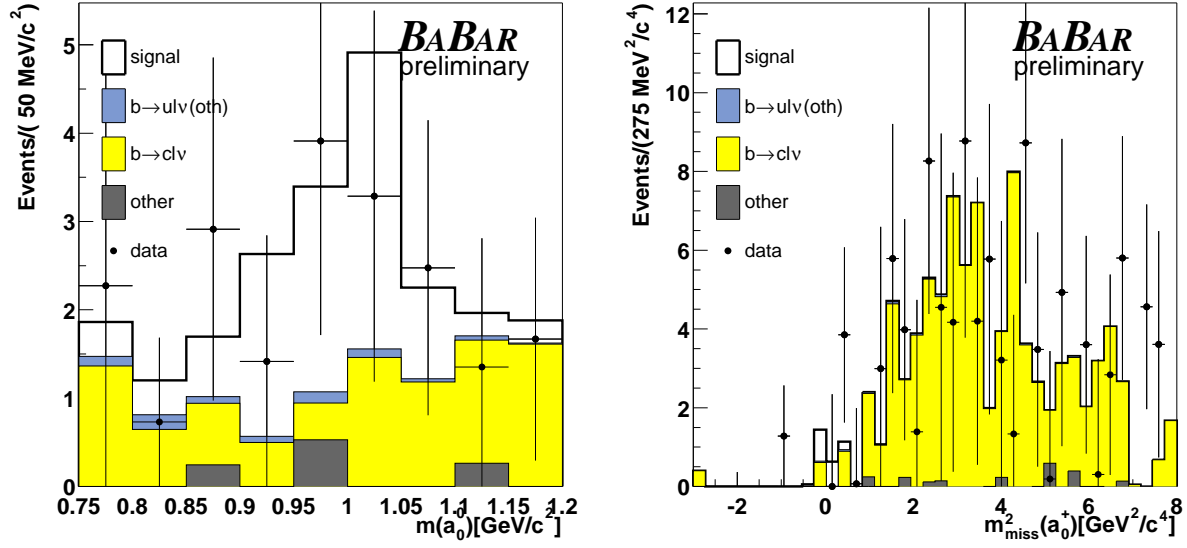 BABAR
preliminary
signal
b→ulν(oth)
b→clν
other
data
Events/( 50 MeV/c²)
5
4
3
2
1
0
0.75 0.8 0.85 0.9 0.95 1 1.05 1.1 1.15 1.2
m(a₀⁰)[GeV/c²]
BABAR
preliminary
signal
b→ulν(oth)
b→clν
other
data
Events/(275 MeV²/c⁴)
12
10
8
6
4
2
0
-2 0 2 4 6 8
m²miss(a₀⁺)[GeV²/c⁴]